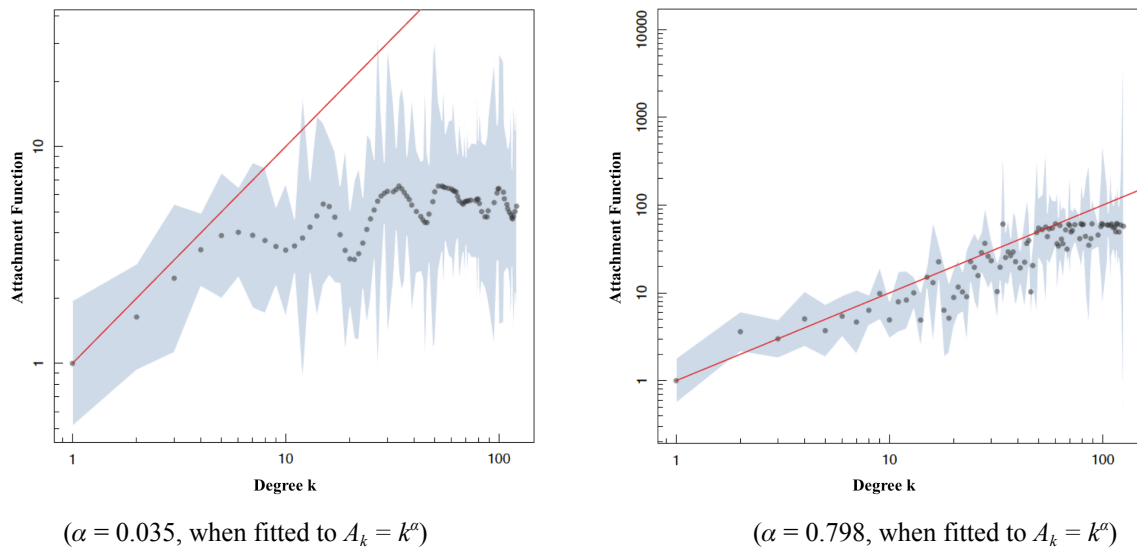 Attachment Function
10
1
1
10
100
Degree k
(α = 0.035, when fitted to A_k = k^α)
Attachment Function
10000
1000
100
10
1
1
10
100
Degree k
(α = 0.798, when fitted to A_k = k^α)